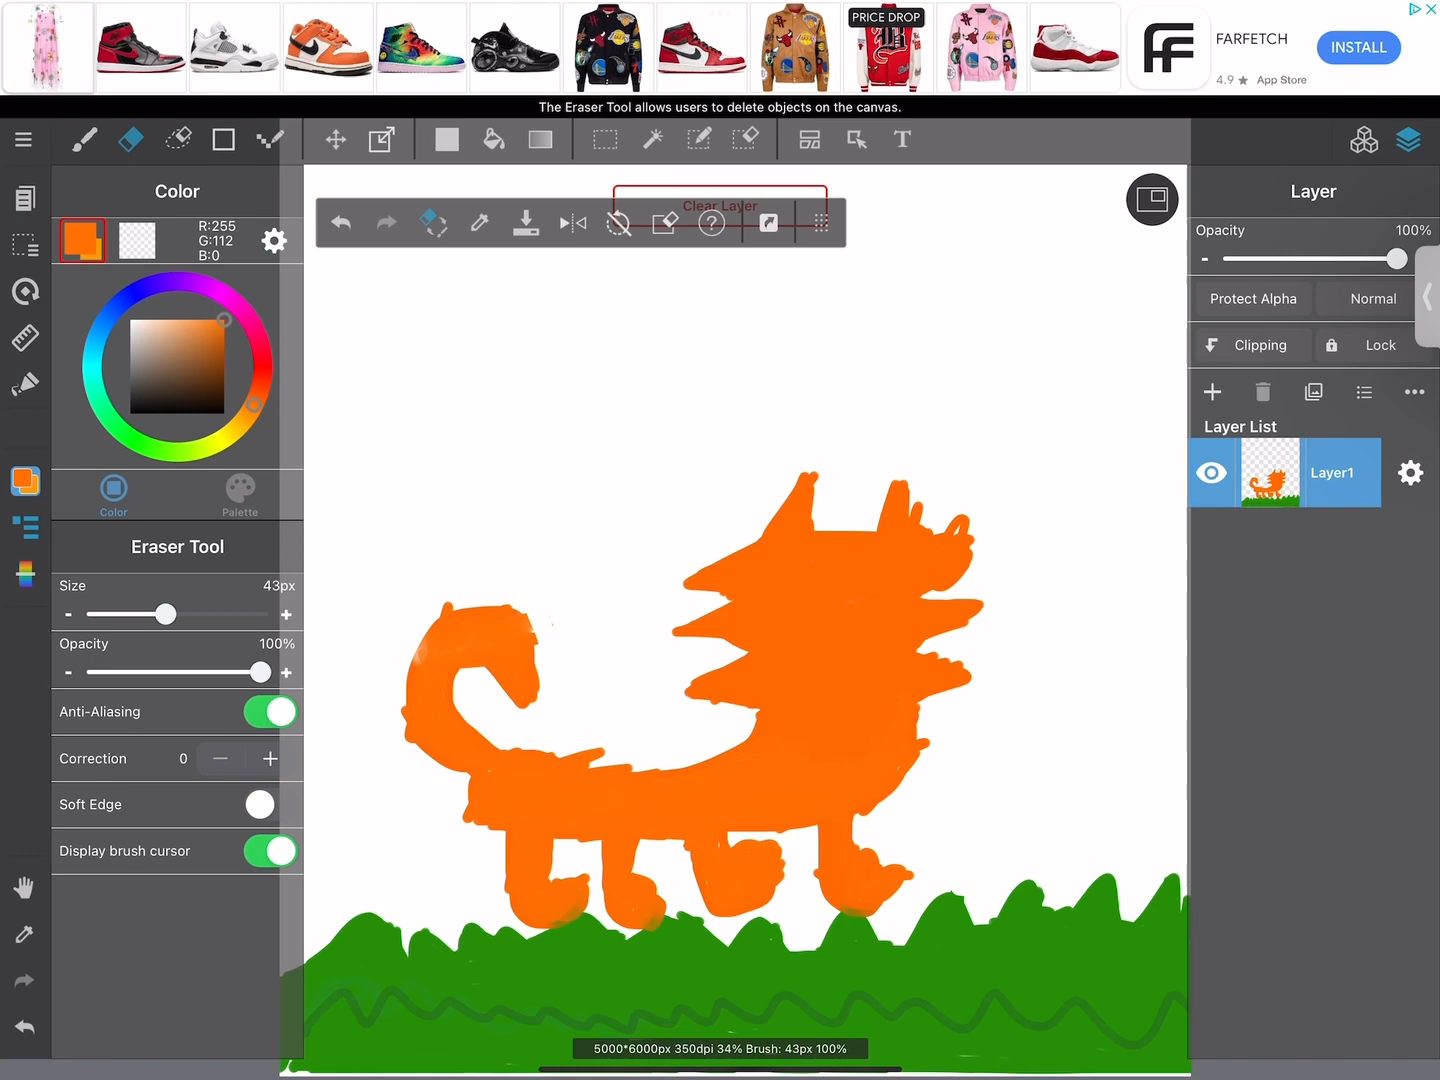 PRICE DROP
FARFETCH
4.9 ★ App Store
INSTALL
The Eraser Tool allows users to delete objects on the canvas.
T
Color
R:255
G:112
B:0
Color
Palette
Eraser Tool
Size 43px
- +
Opacity 100%
- +
Anti-Aliasing
Correction 0 — +
Soft Edge
Display brush cursor
Clear Layer
?
Layer
Opacity 100%
-
Protect Alpha Normal
Clipping Lock
Layer List
Layer1
5000*6000px 350dpi 34% Brush: 43px 100%